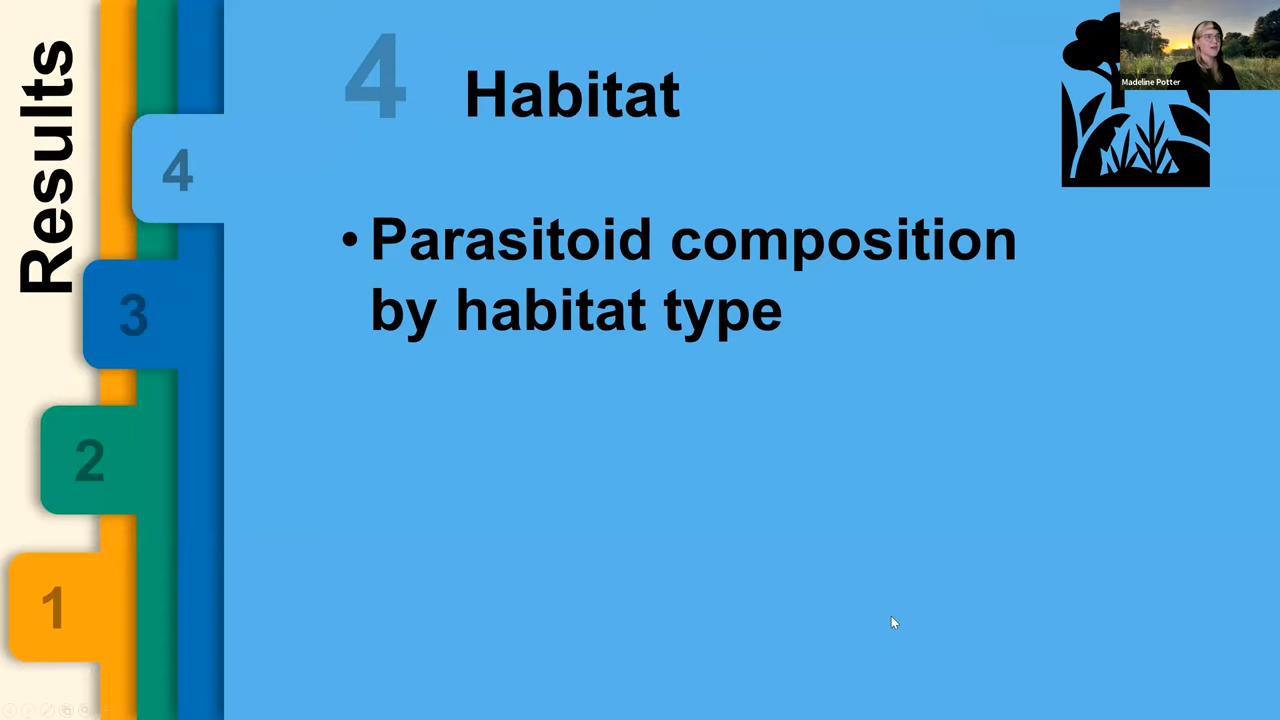 Results
4 Habitat
• Parasitoid composition
by habitat type
4
3
2
1
Madeline Potter